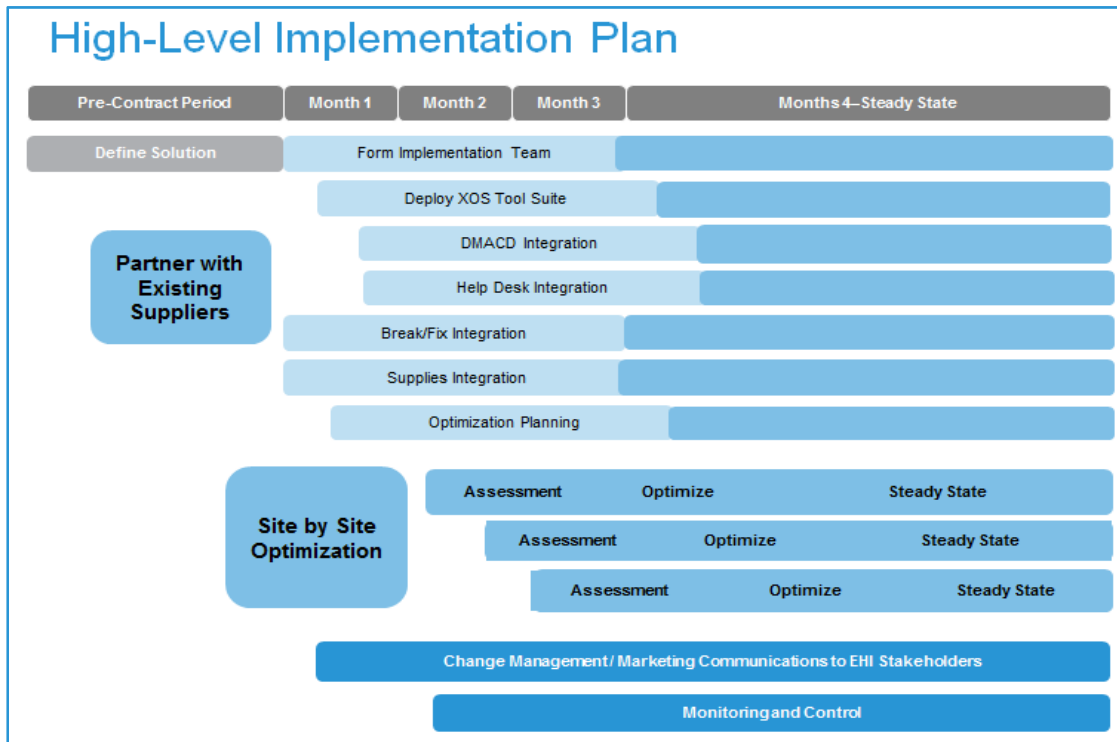 High-Level Implementation Plan
Pre-Contract Period
Month 1
Month 2
Month 3
Months 4–Steady State
Define Solution
Form Implementation Team
Deploy XOS Tool Suite
DMACD Integration
Help Desk Integration
Break/Fix Integration
Supplies Integration
Optimization Planning
Partner with
Existing
Suppliers
Site by Site
Optimization
Assessment Optimize Steady State
Assessment Optimize Steady State
Assessment Optimize Steady State
Change Management / Marketing Communications to EHI Stakeholders
Monitoring and Control